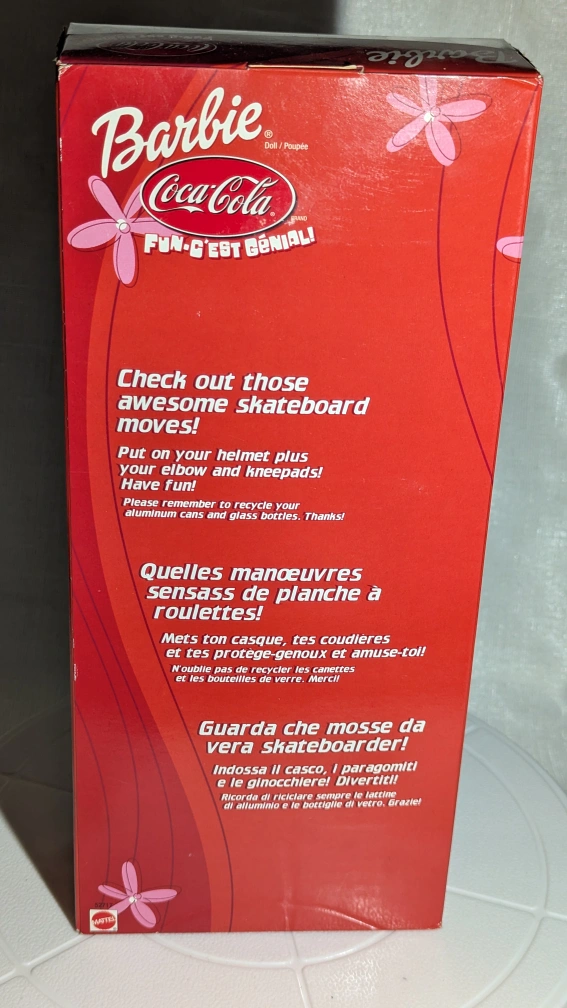 Barbie
Barbie®
Doll / Poupée
Coca-Cola®
BRAND
FUN•C'EST GÉNIAL!
Check out those
awesome skateboard
moves!
Put on your helmet plus
your elbow and kneepads!
Have fun!
Please remember to recycle your
aluminum cans and glass bottles. Thanks!
Quelles manœuvres
sensass de planche à
roulettes!
Mets ton casque, tes coudières
et tes protège-genoux et amuse-toi!
N'oublie pas de recycler les canettes
et les bouteilles de verre. Merci!
Guarda che mosse da
vera skateboarder!
Indossa il casco, i paragomiti
e le ginocchiere! Divertiti!
Ricorda di riciclare sempre le lattine
di alluminio e le bottiglie di vetro. Grazie!
MATTEL